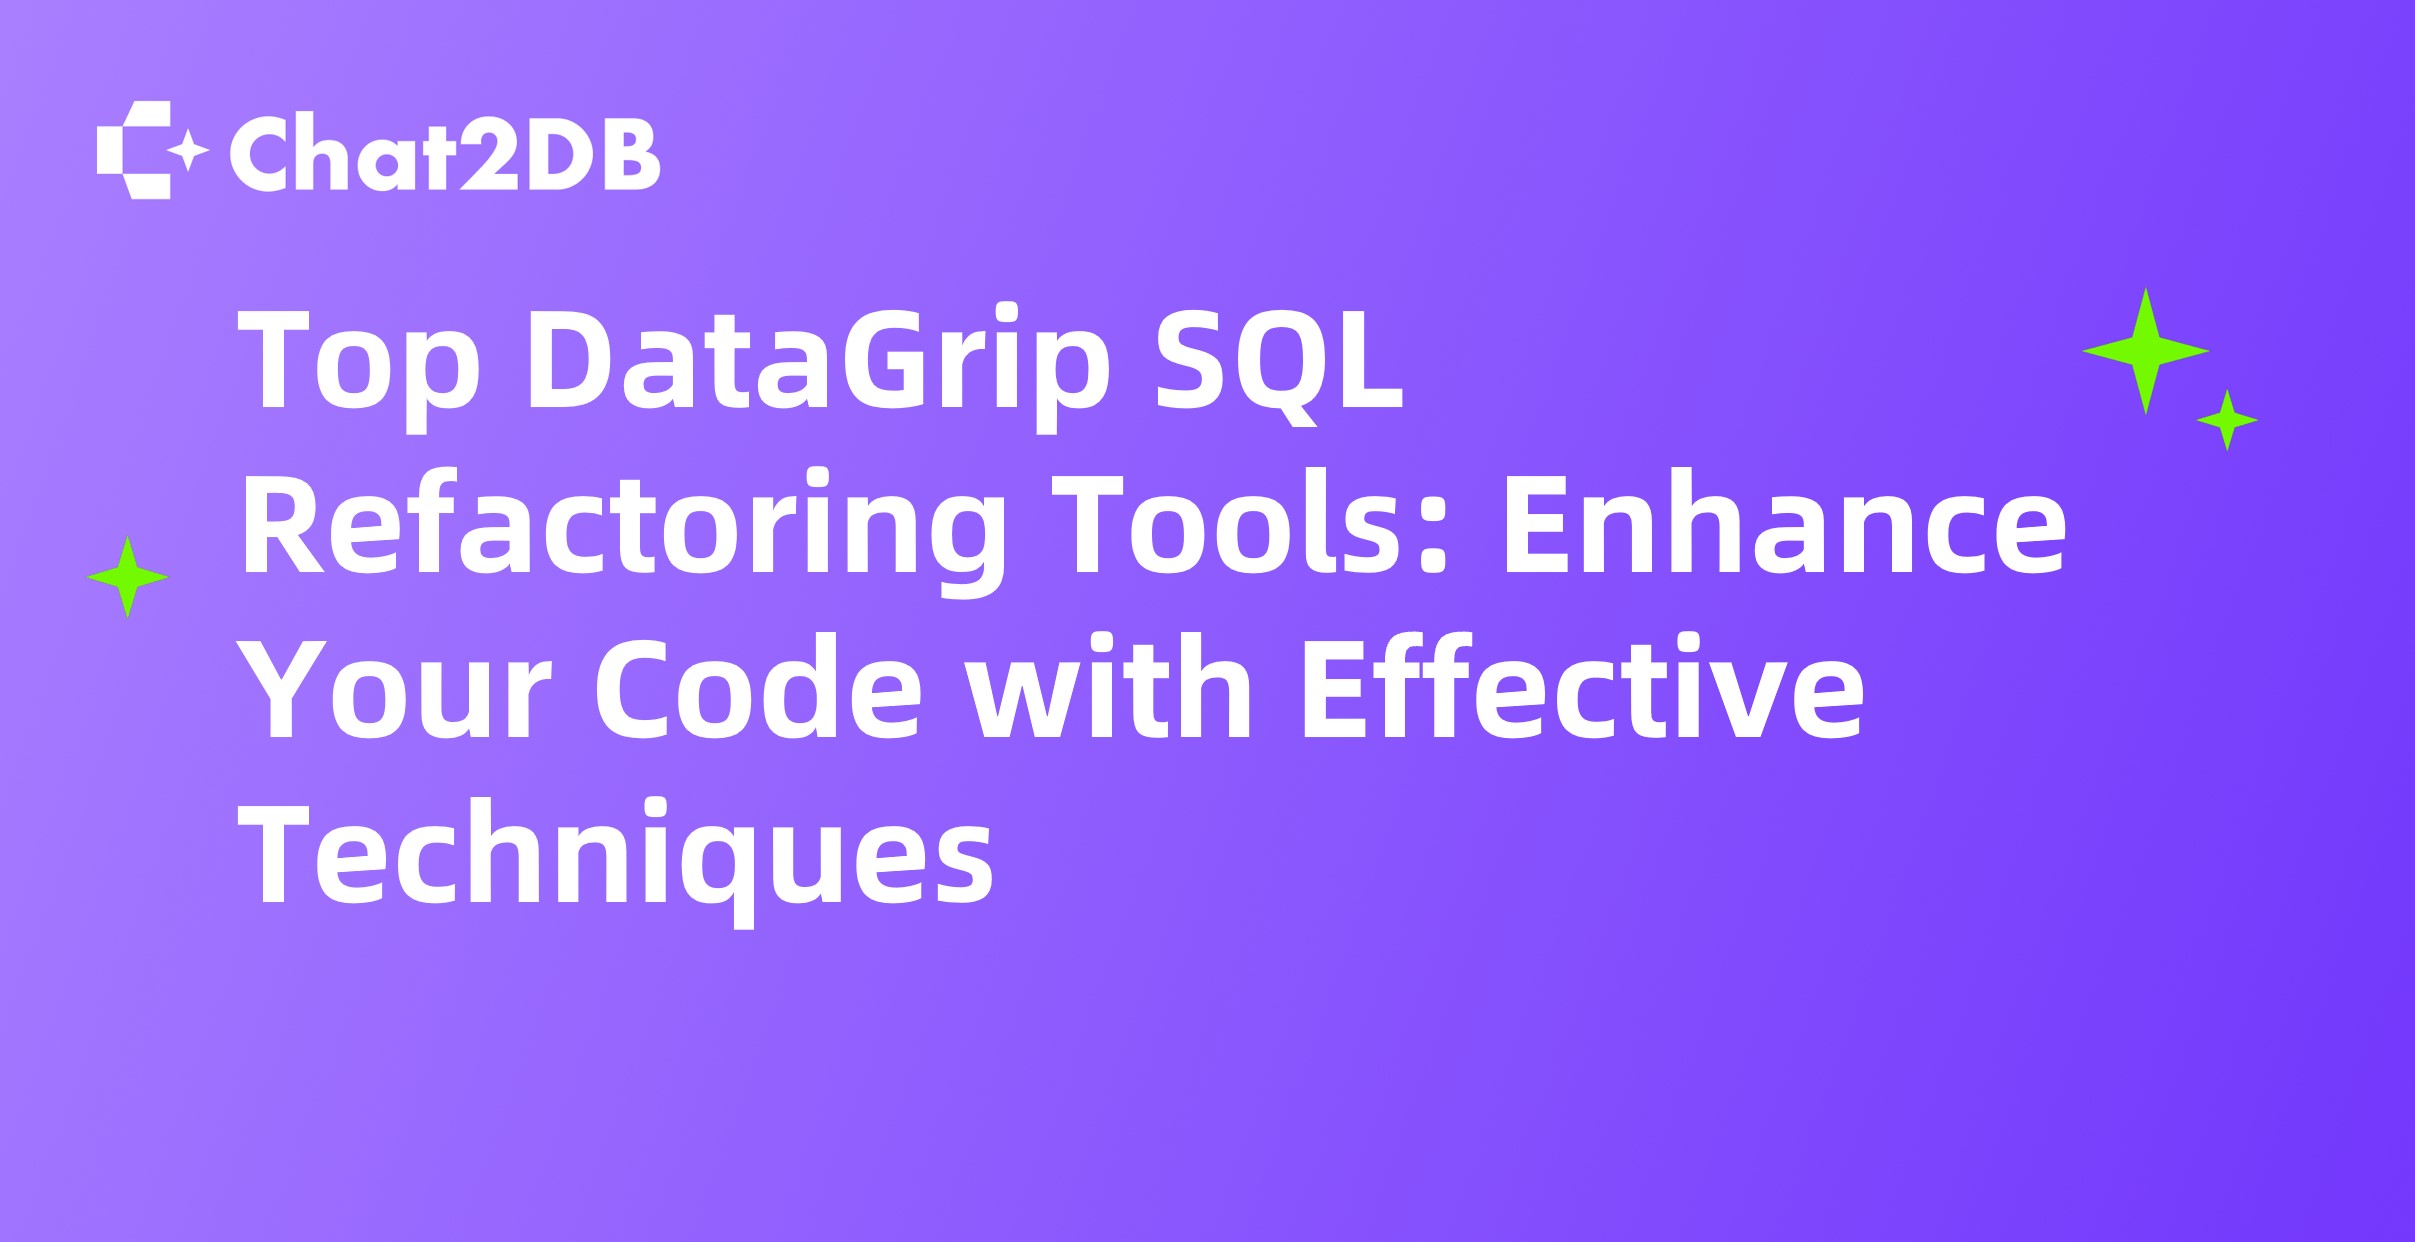 Chat2DB
Top DataGrip SQL
Refactoring Tools: Enhance
Your Code with Effective
Techniques